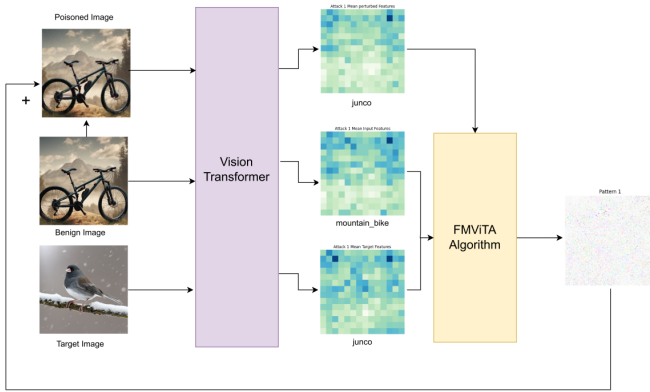 Poisoned Image
+
Benign Image
Target Image
Vision
Transformer
Attack 1 Mean perturbed Features
junco
Attack 1 Mean Input Features
mountain_bike
Attack 1 Mean Target Features
junco
FMViTA
Algorithm
Pattern 1